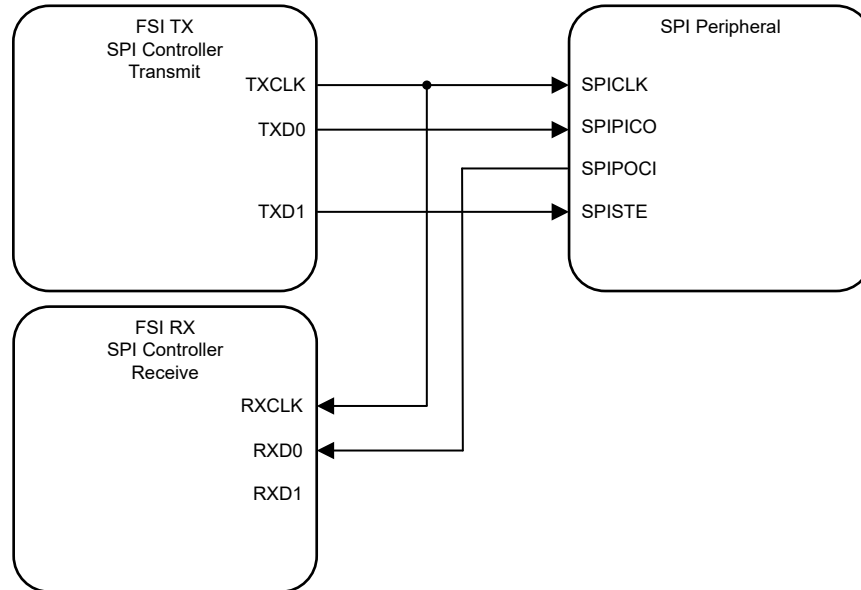 FSI TX
SPI Controller
Transmit
TXCLK
TXD0
TXD1
SPI Peripheral
SPICLK
SPIPICO
SPIPOCI
SPISTE
FSI RX
SPI Controller
Receive
RXCLK
RXD0
RXD1